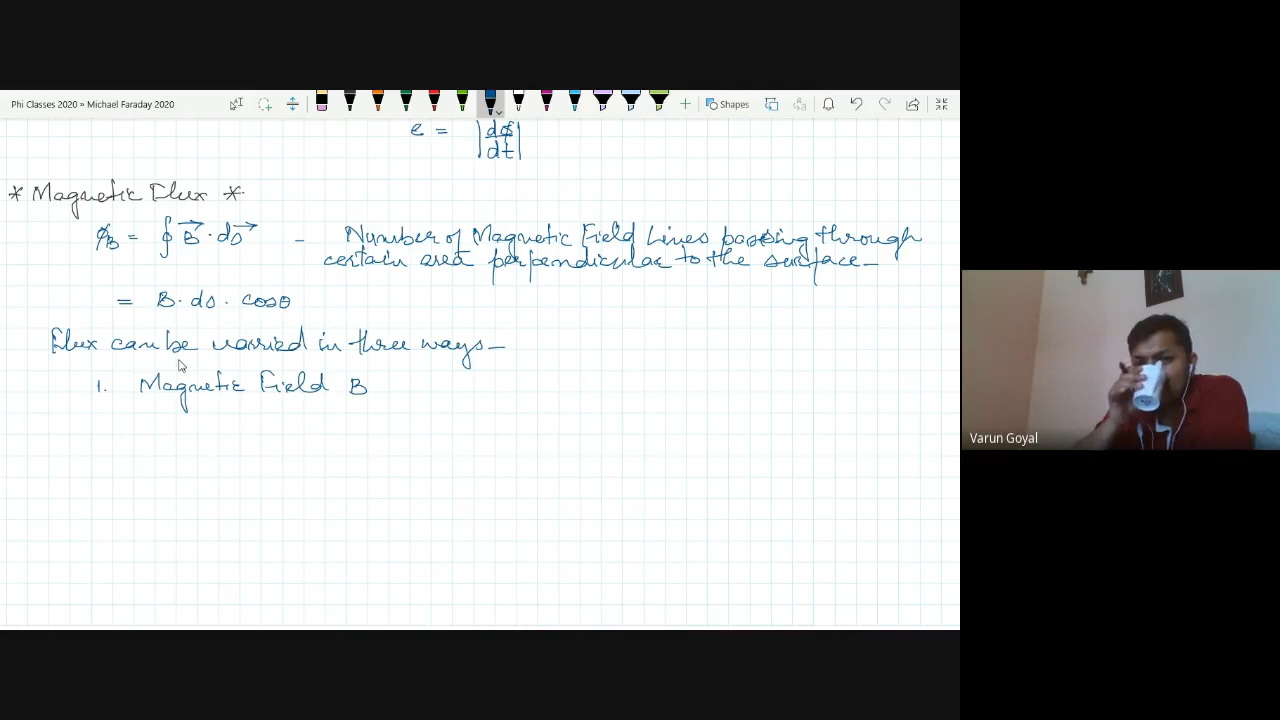 Phi Classes 2020 » Michael Faraday 2020
Shapes
e = |dφ/dt|
* Magnetic Flux *
φB = ∮ B⃗ · ds⃗ - Number of Magnetic Field Lines passing through
certain area perpendicular to the surface -
= B · ds · cosθ
Flux can be varried in three ways -
1. Magnetic Field B
Varun Goyal